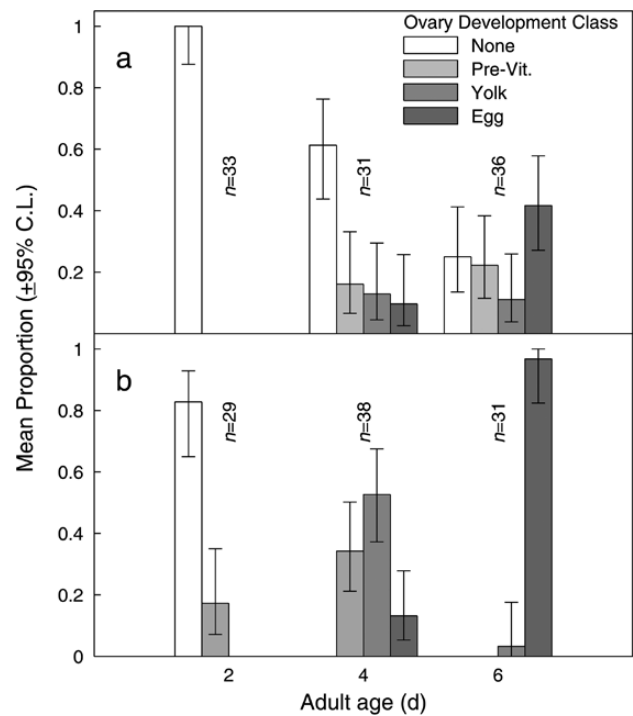 Ovary Development Class
None
Pre-Vit.
Yolk
Egg
a
1
0.8
0.6
0.4
0.2
n=33
n=31
n=36
Mean Proportion (±95% C.L.)
b
1
0.8
0.6
0.4
0.2
0
n=29
n=38
n=31
2 4 6
Adult age (d)